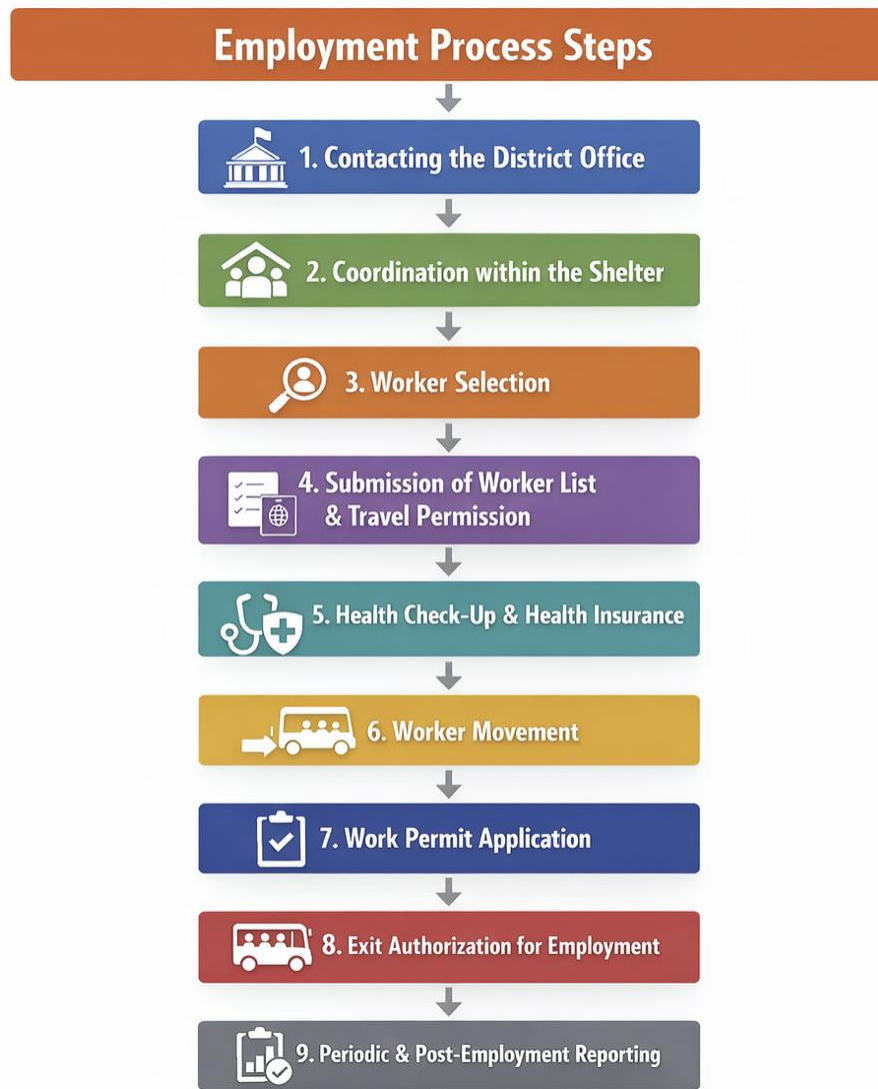 Employment Process Steps
1. Contacting the District Office
2. Coordination within the Shelter
3. Worker Selection
4. Submission of Worker List
& Travel Permission
5. Health Check-Up & Health Insurance
6. Worker Movement
7. Work Permit Application
8. Exit Authorization for Employment
9. Periodic & Post-Employment Reporting